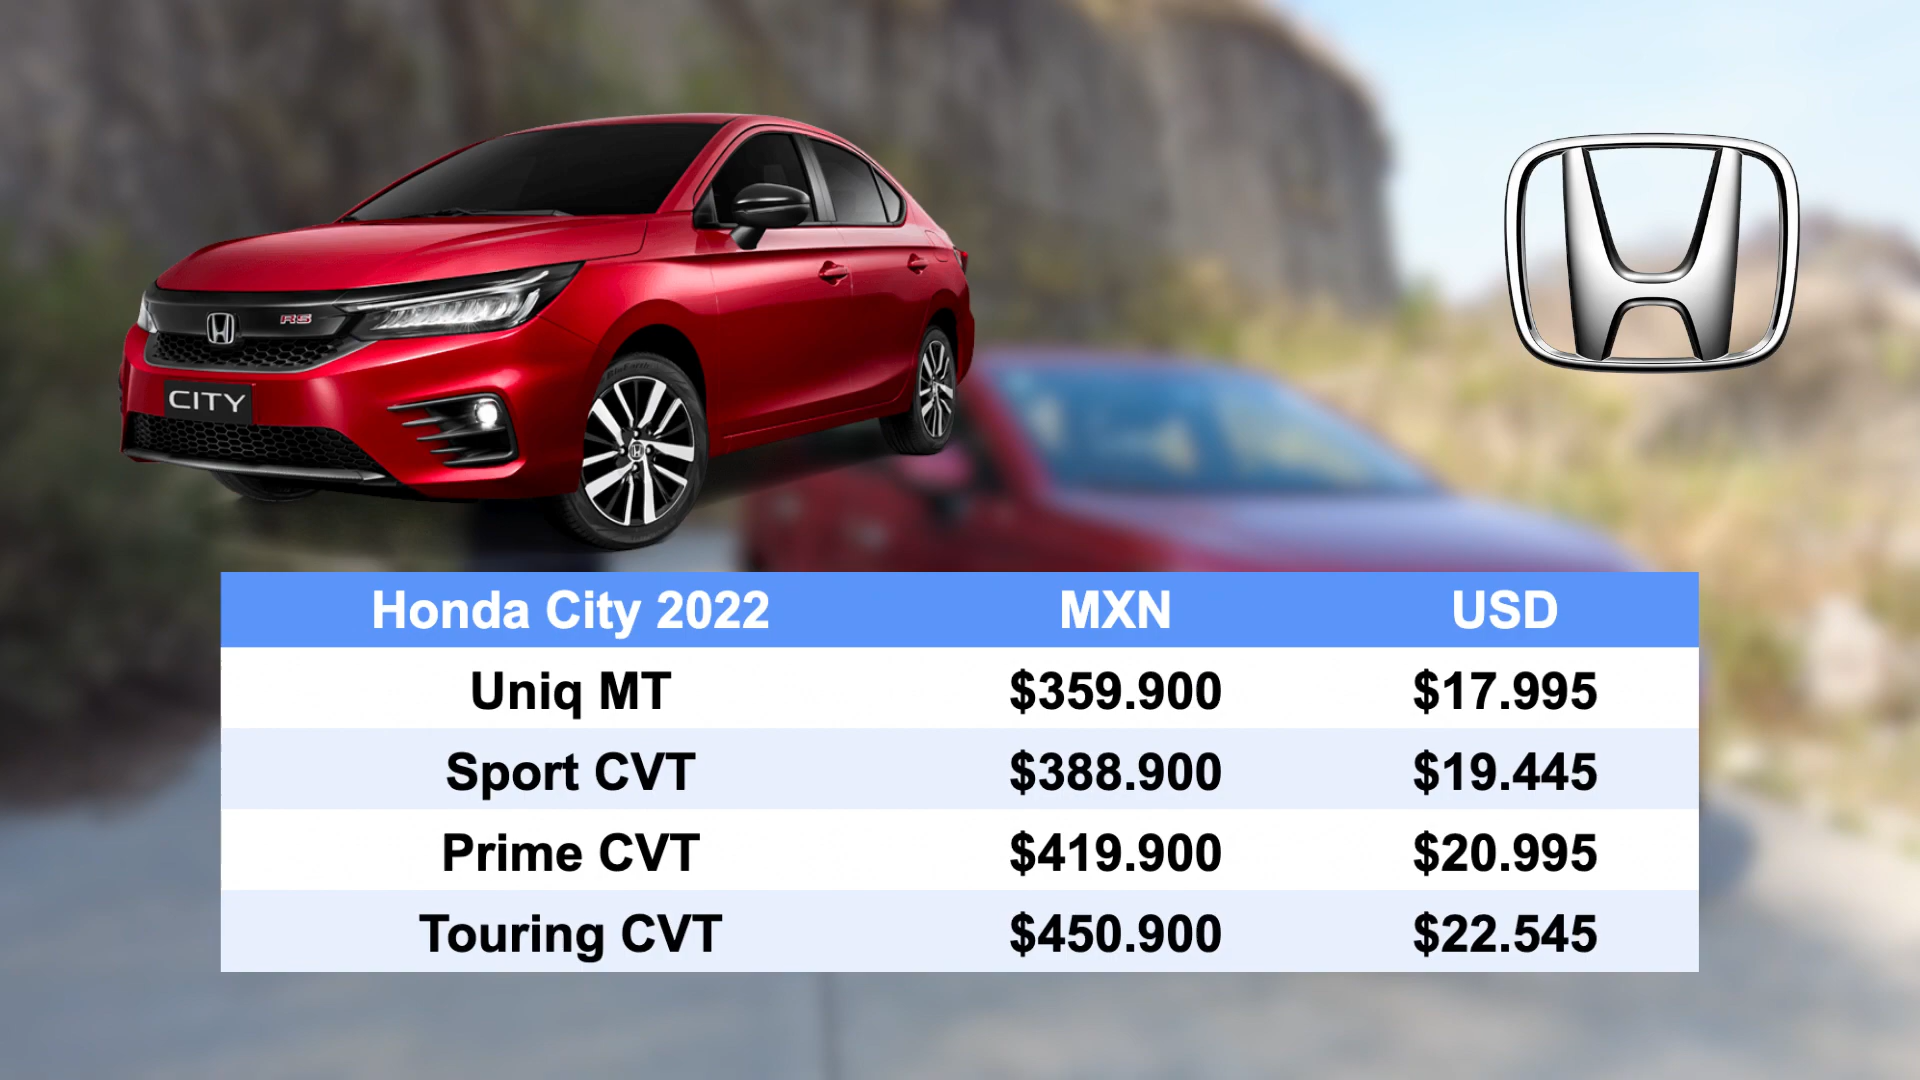 RS
CITY
Honda City 2022 MXN USD
Uniq MT $359.900 $17.995
Sport CVT $388.900 $19.445
Prime CVT $419.900 $20.995
Touring CVT $450.900 $22.545